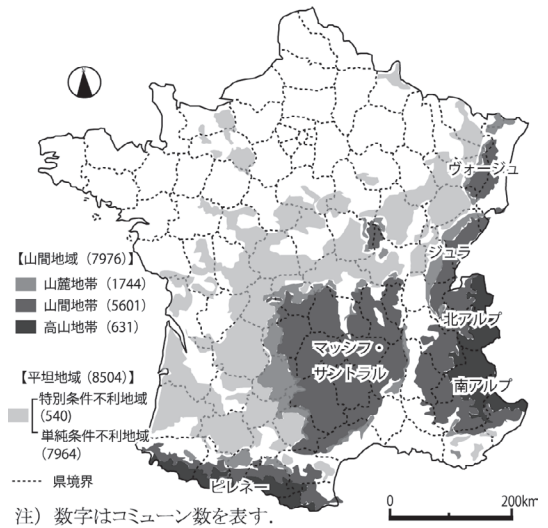 ヴォージュ
ジュラ
北アルプ
マッシフ・
サントラル
南アルプ
ピレネー
【山間地域（7976）】
山麓地帯（1744）
山間地帯（5601）
高山地帯（631）
【平坦地域（8504）】
特別条件不利地域
（540）
単純条件不利地域
（7964）
県境界
0 200km
注） 数字はコミューン数を表す．